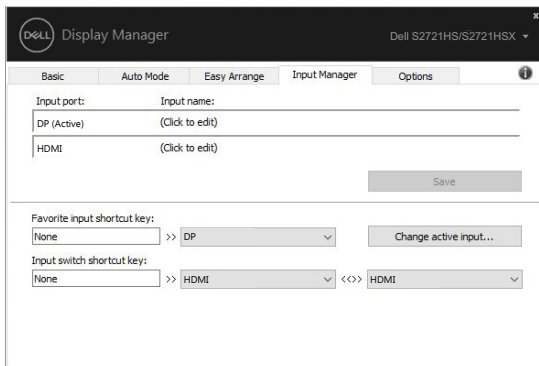 x
DELL Display Manager Dell S2721HS/S2721HSX
Basic Auto Mode Easy Arrange Input Manager Options i
Input port: Input name:
DP (Active) (Click to edit)
HDMI (Click to edit)
Save
Favorite input shortcut key:
None >> DP Change active input...
Input switch shortcut key:
None >> HDMI <<>> HDMI